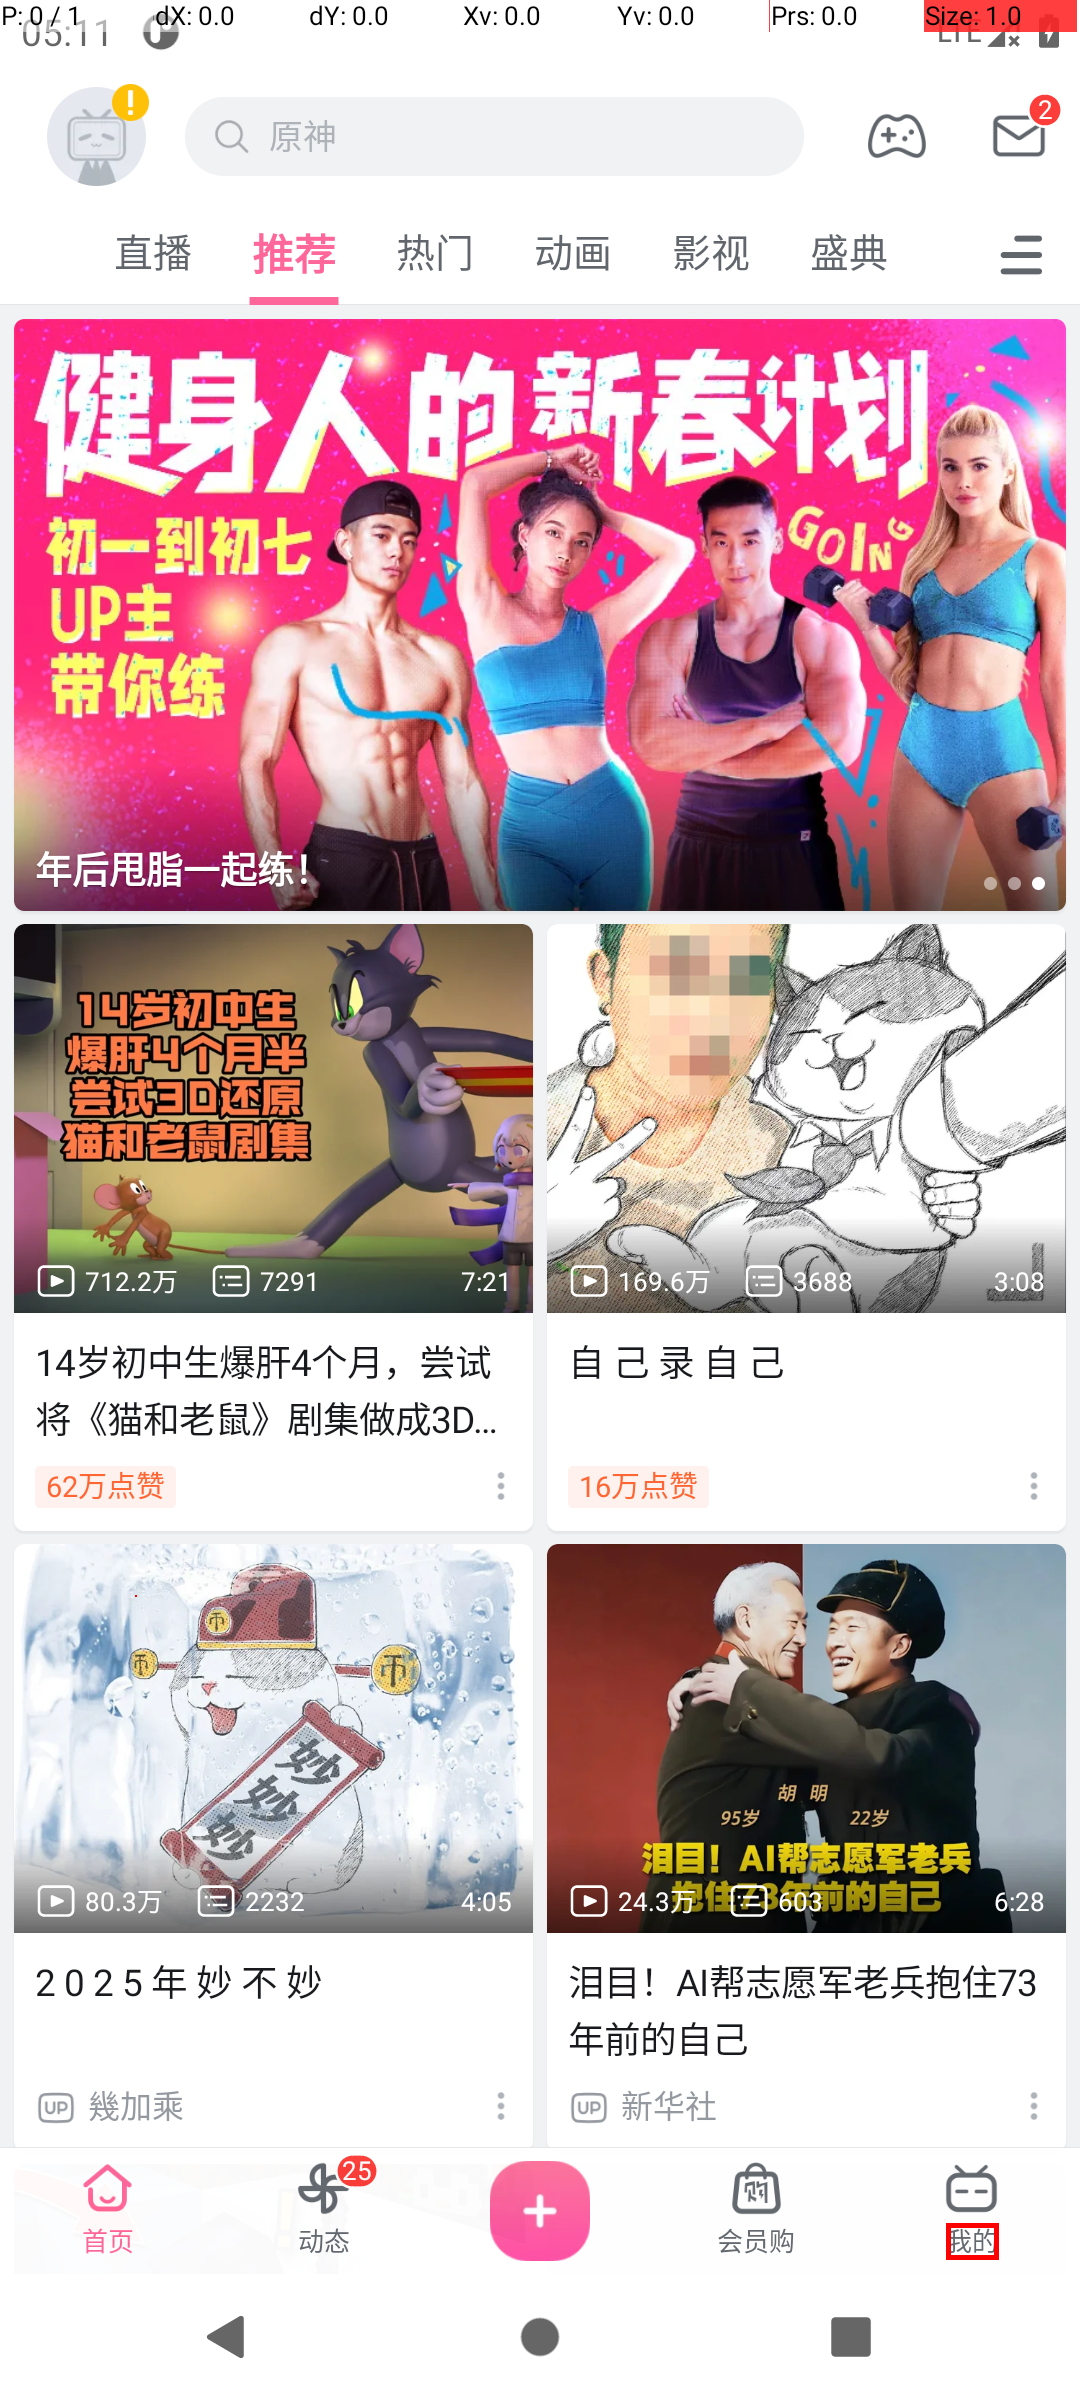 P: 0 / 1 dX: 0.0 dY: 0.0 Xv: 0.0 Yv: 0.0 Prs: 0.0 Size: 1.0
05:11 LTE
原神
2
直播 推荐 热门 动画 影视 盛典
健身人的新春计划
初一到初七
UP主
带你练
GOING
年后甩脂一起练！
14岁初中生
爆肝4个月半
尝试3D还原
猫和老鼠剧集
712.2万 7291 7:21
169.6万 3688 3:08
14岁初中生爆肝4个月，尝试
将《猫和老鼠》剧集做成3D...
自 己 录 自 己
62万点赞
16万点赞
币
币 币
妙
妙
妙
80.3万 2232 4:05
胡 明
95岁 22岁
泪目！AI帮志愿军老兵
抱住73年前的自己
24.3万 603 6:28
2 0 2 5 年 妙 不 妙
泪目！AI帮志愿军老兵抱住73
年前的自己
UP 幾加乘
UP 新华社
25
购
首页 动态 会员购 我的